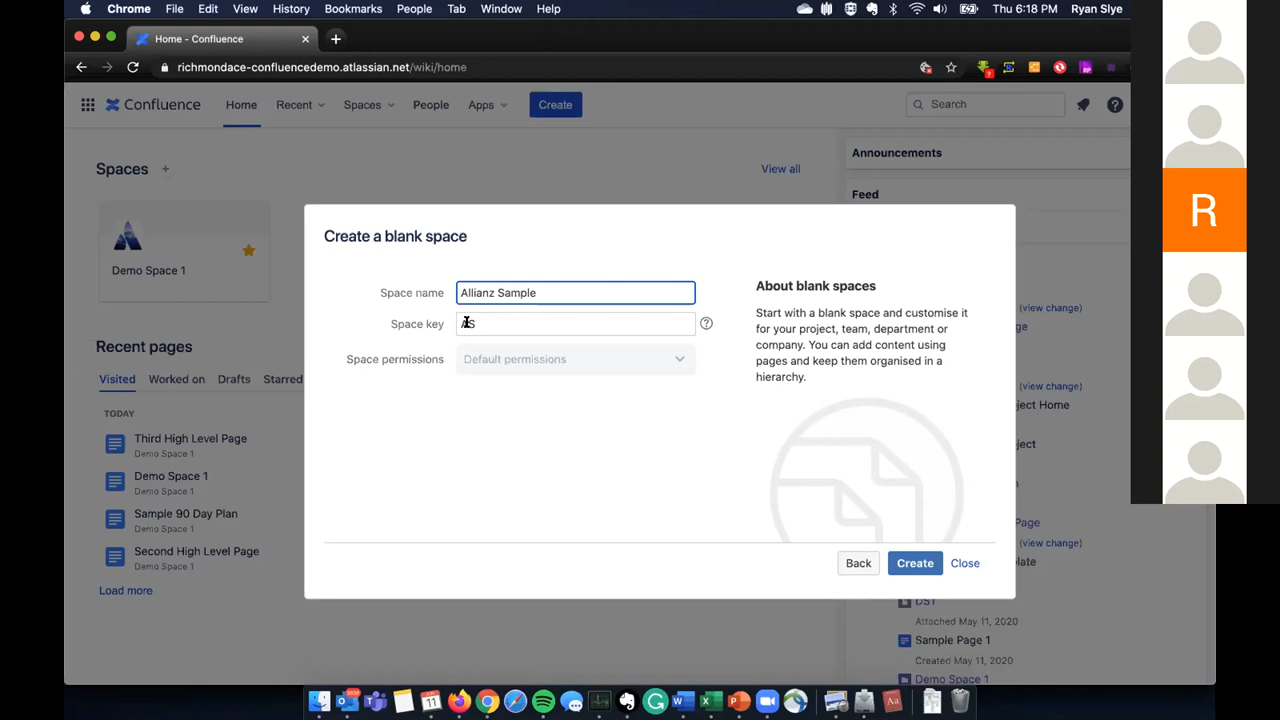 Chrome File Edit View History Bookmarks People Tab Window Help Thu 6:18 PM Ryan Slye
Home - Confluence
richmondace-confluencedemo.atlassian.net/wiki/home
Confluence Home Recent Spaces People Apps Create Search
Spaces + View all
Demo Space 1
Recent pages
Visited Worked on Drafts Starred
TODAY
Third High Level Page
Demo Space 1
Demo Space 1
Demo Space 1
Sample 90 Day Plan
Demo Space 1
Second High Level Page
Demo Space 1
Load more
Create a blank space
Space name Allianz Sample
Space key AS
Space permissions Default permissions
About blank spaces
Start with a blank space and customise it
for your project, team, department or
company. You can add content using
pages and keep them organised in a
hierarchy.
Back Create Close
Announcements
Feed
(view change)
ge
(view change)
ject Home
ject
Page
(view change)
plate
DS1
Attached May 11, 2020
Sample Page 1
Created May 11, 2020
Demo Space 1
R